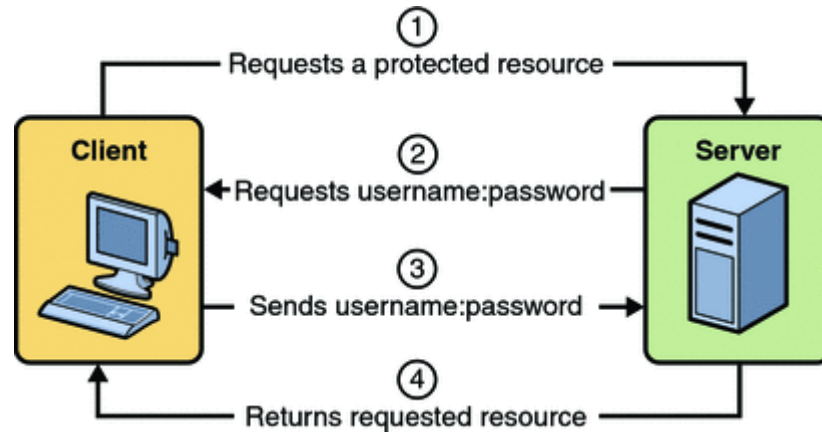 1
Requests a protected resource
Client
Server
2
Requests username:password
3
Sends username:password
4
Returns requested resource